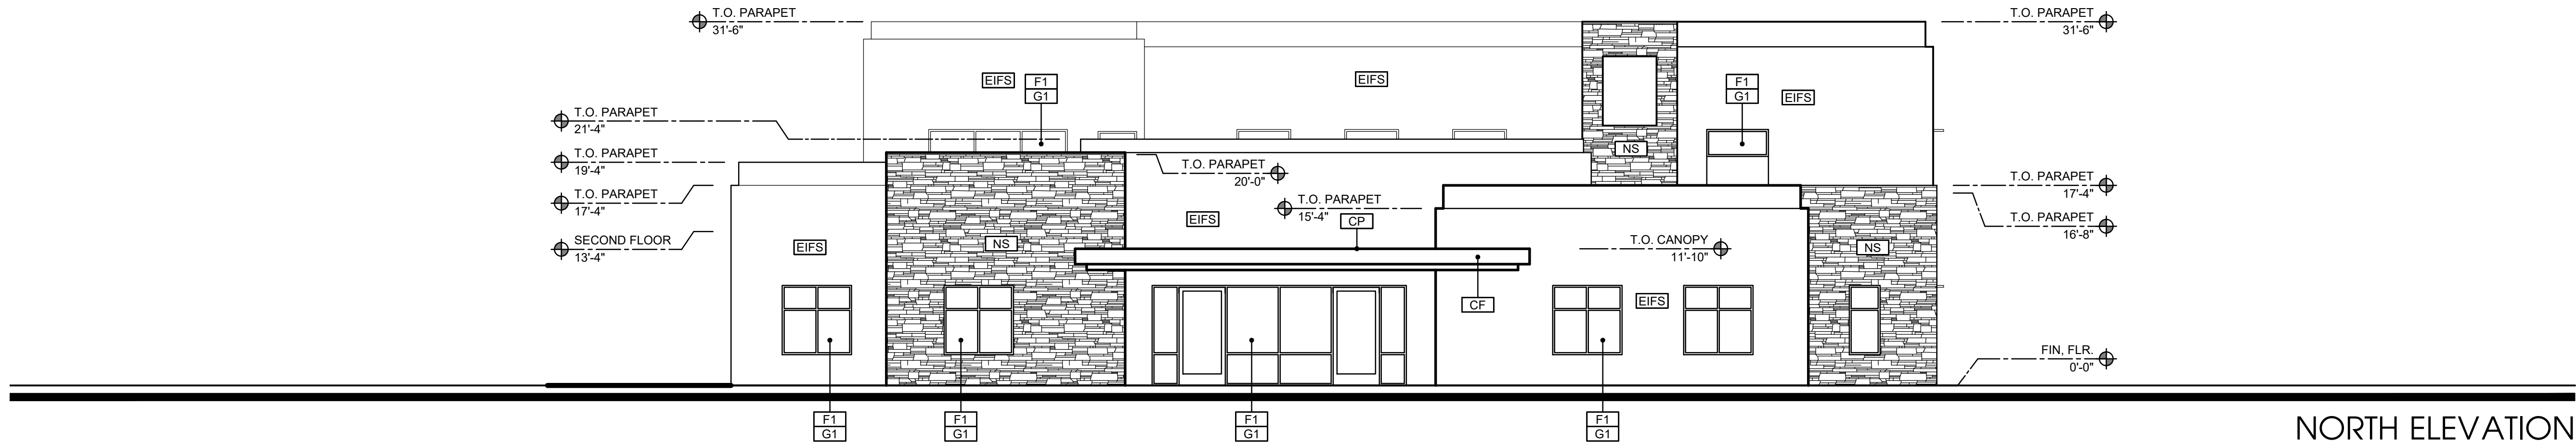 T.O. PARAPET
31'-6"
T.O. PARAPET
31'-6"
EIFS
F1
G1
EIFS
F1
G1
EIFS
T.O. PARAPET
21'-4"
T.O. PARAPET
19'-4"
T.O. PARAPET
17'-4"
SECOND FLOOR
13'-4"
NS
T.O. PARAPET
20'-0"
T.O. PARAPET
15'-4"
EIFS
CP
T.O. PARAPET
17'-4"
T.O. PARAPET
16'-8"
EIFS
NS
T.O. CANOPY
11'-10"
NS
CF
EIFS
FIN, FLR.
0'-0"
F1
G1
F1
G1
F1
G1
F1
G1
NORTH ELEVATION